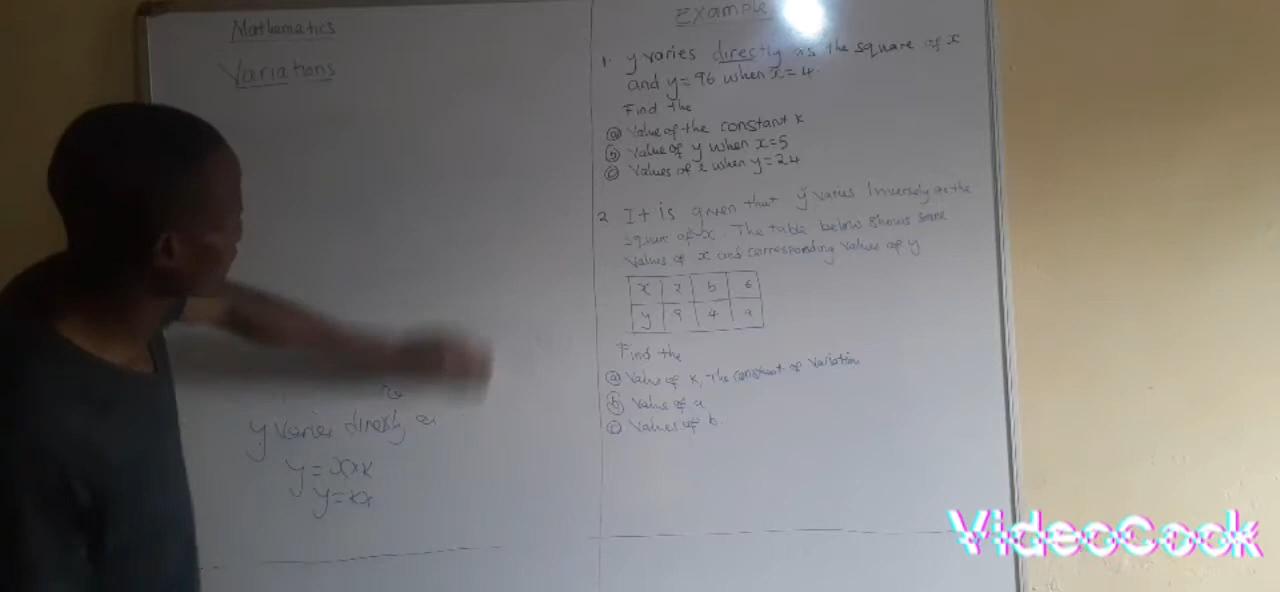 Mathematics
Variations
y varies directly as
y = x x k
y = kx
Example
1. y varies directly as the square of x
and y = 96 when x = 4.
Find the
(a) Value of the constant k
(b) Value of y when x = 5
(c) Values of x when y = 24
2 It is given that y varies Inversely as the
square of x. The table below shows some
Values of x and corresponding values of y
x 2 b 6
y 9 4 a
Find the
(a) Value of k, the constant of variation
(b) Value of a
(c) Values of b.
VideoCook